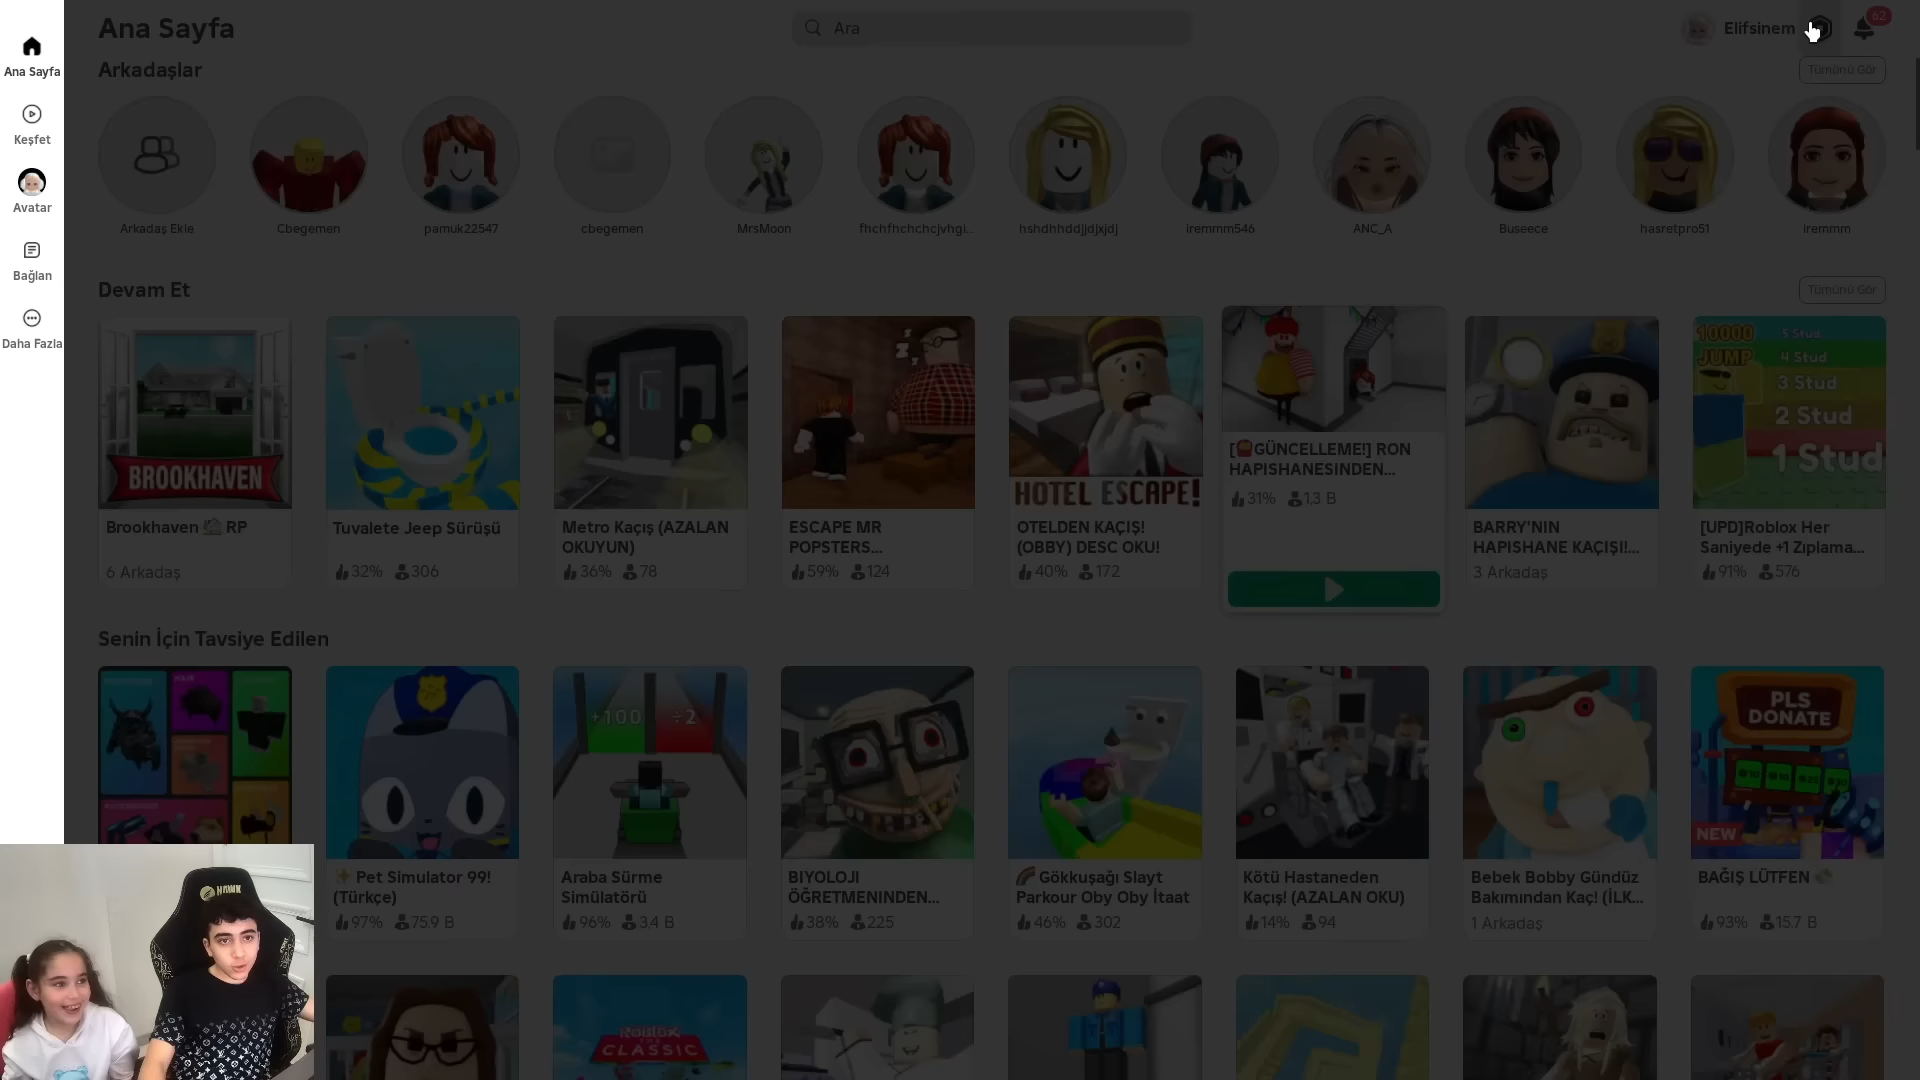 Ana Sayfa
Ara
Elifsinem
62
Ana Sayfa
Keşfet
Avatar
Bağlan
Daha Fazla
Arkadaşlar
Tümünü Gör
Arkadaş Ekle
Cbegemen
pamuk22547
cbegemen
MrsMoon
fhchfhchchcjvhgi...
hshdhhddjjdjxjdj
iremmm546
ANC_A
Buseece
hasretpro51
iremmm
Devam Et
Tümünü Gör
BROOKHAVEN
HOTEL ESCAPE!
10000
JUMP
5 Stud
4 Stud
3 Stud
2 Stud
1 Stud
Brookhaven 🏡RP
6 Arkadaş
Tuvalete Jeep Sürüşü
32% 306
Metro Kaçış (AZALAN
OKUYUN)
36% 78
ESCAPE MR
POPSTERS...
59% 124
OTELDEN KAÇIŞ!
(OBBY) DESC OKU!
40% 172
[GÜNCELLEME!] RON
HAPISHANESINDEN...
31% 1,3 B
BARRY'NIN
HAPISHANE KAÇIŞI!...
3 Arkadaş
[UPD]Roblox Her
Saniyede +1 Zıplama...
91% 576
Senin İçin Tavsiye Edilen
+100
÷2
PLS
DONATE
NEW
✨ Pet Simulator 99!
(Türkçe)
97% 75.9 B
Araba Sürme
Simülatörü
96% 3,4 B
BIYOLOJI
ÖĞRETMENINDEN...
38% 225
🌈 Gökkuşağı Slayt
Parkour Oby Oby İtaat
46% 302
Kötü Hastaneden
Kaçış! (AZALAN OKU)
14% 94
Bebek Bobby Gündüz
Bakımından Kaç! (İLK...
1 Arkadaş
BAĞIŞ LÜTFEN
93% 15.7 B
HAWK
ROBLOX
THE
CLASSIC